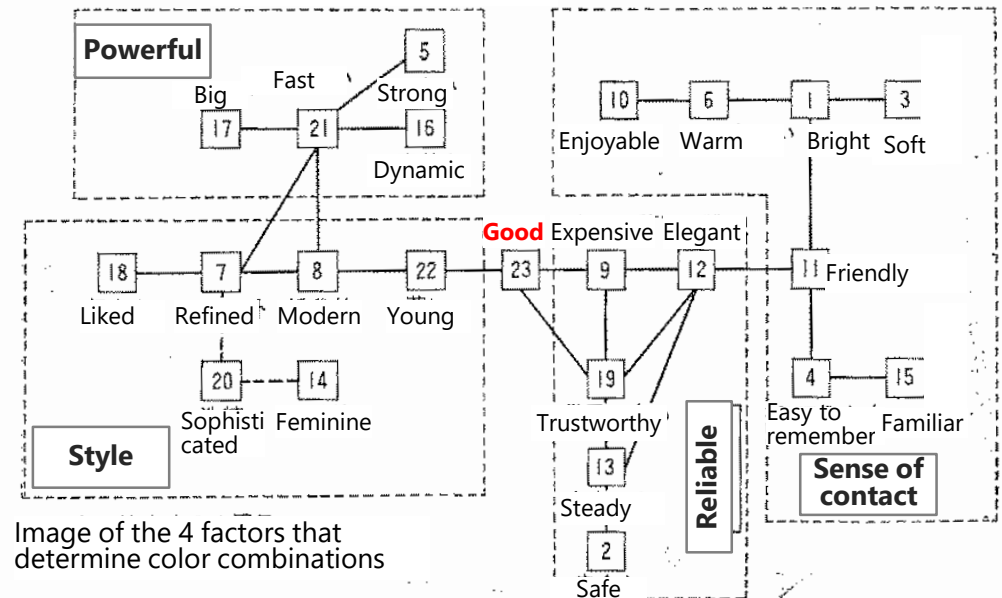 Powerful
5
Fast
Big
Strong
17
21
16
Dynamic
10
6
1
3
Enjoyable
Warm
Bright
Soft
Good
Expensive
Elegant
18
7
8
22
23
9
12
11
Friendly
Liked
Refined
Modern
Young
20
14
19
4
15
Sophisti
cated
Feminine
Trustworthy
Easy to
remember
Familiar
Style
13
Reliable
Sense of
contact
Steady
2
Safe
Image of the 4 factors that
determine color combinations